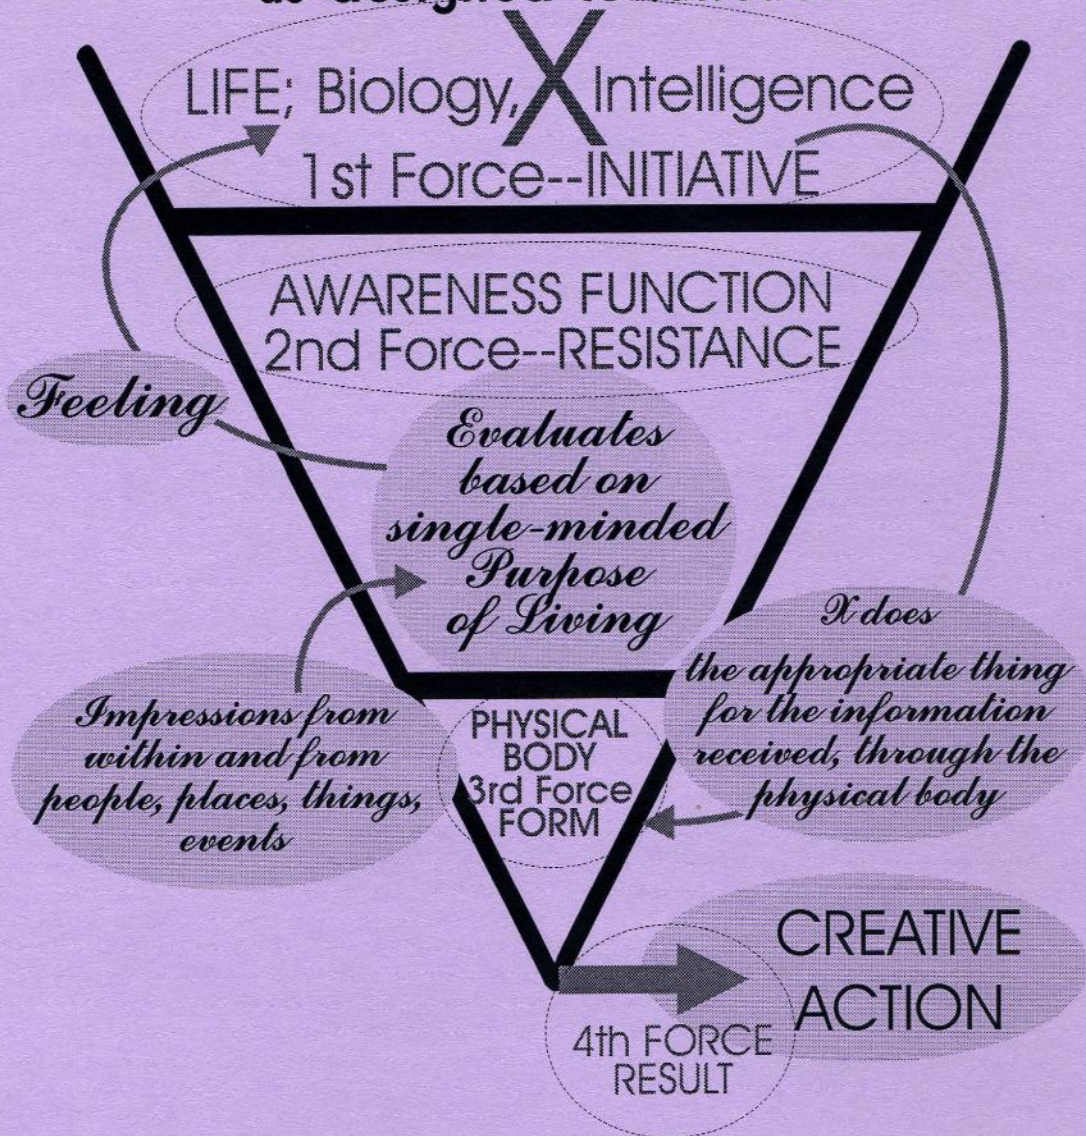 as designed
LIFE; Biology, X Intelligence
1st Force--INITIATIVE
AWARENESS FUNCTION
2nd Force--RESISTANCE
Feeling
Evaluates
based on
single-minded
Purpose
of Living
Impressions from
within and from
people, places, things,
events
PHYSICAL
BODY
3rd Force
FORM
X does
the appropriate thing
for the information
received, through the
physical body
CREATIVE
ACTION
4th FORCE
RESULT